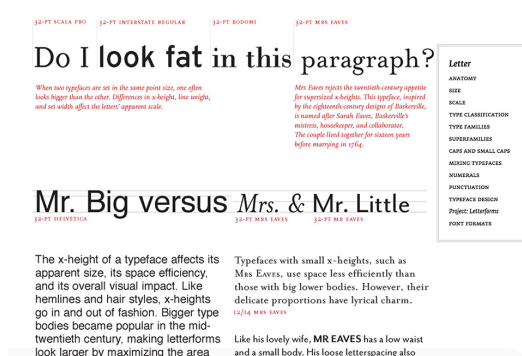 32-PT SCALA PRO 32-PT INTERSTATE REGULAR 32-PT BODONI 32-PT MRS EAVES
Do I look fat in this paragraph?
When two typefaces are set in the same point size, one often
looks bigger than the other. Differences in x-height, line weight,
and set width affect the letters' apparent scale.
Mrs Eaves rejects the twentieth-century appetite
for supersized x-heights. This typeface, inspired
by the eighteenth-century designs of Baskerville,
is named after Sarah Eaves, Baskerville's
mistress, housekeeper, and collaborator.
The couple lived together for sixteen years
before marrying in 1764.
Mr. Big versus Mrs. & Mr. Little
32-PT HELVETICA 32-PT MRS EAVES 32-PT MR EAVES
The x-height of a typeface affects its
apparent size, its space efficiency,
and its overall visual impact. Like
hemlines and hair styles, x-heights
go in and out of fashion. Bigger type
bodies became popular in the mid-
twentieth century, making letterforms
look larger by maximizing the area
Typefaces with small x-heights, such as
MRS EAVES, use space less efficiently than
those with big lower bodies. However, their
delicate proportions have lyrical charm.
12/14 MRS EAVES
Like his lovely wife, MR EAVES has a low waist
and a small body. His loose letterspacing also
Letter
ANATOMY
SIZE
SCALE
TYPE CLASSIFICATION
TYPE FAMILIES
SUPERFAMILIES
CAPS AND SMALL CAPS
MIXING TYPEFACES
NUMERALS
PUNCTUATION
TYPEFACE DESIGN
Project: Letterforms
FONT FORMATS